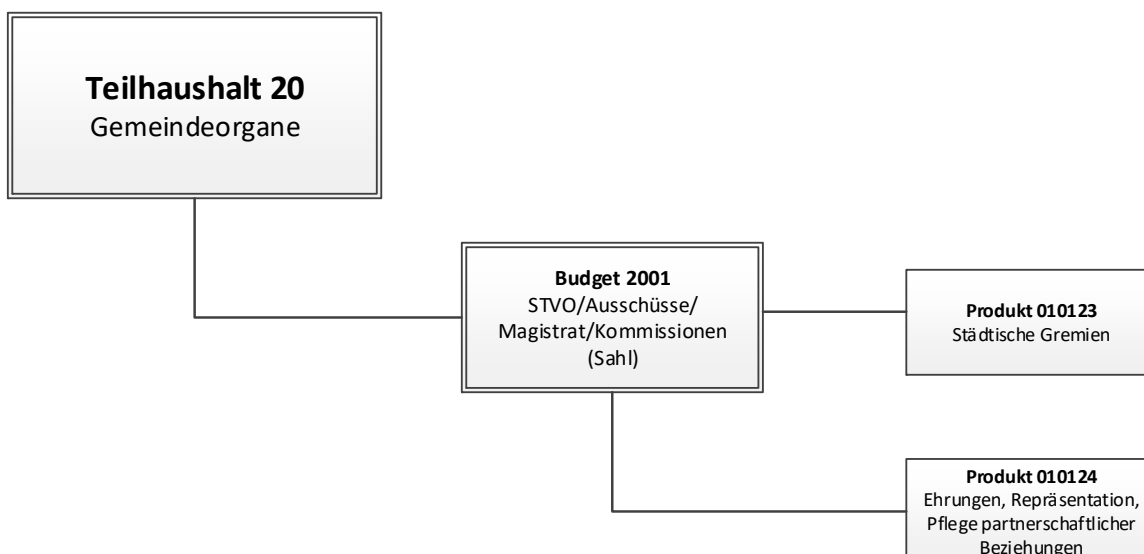 Teilhaushalt 20
Gemeindeorgane
Budget 2001
STVO/Ausschüsse/
Magistrat/Kommissionen
(Sahl)
Produkt 010123
Städtische Gremien
Produkt 010124
Ehrungen, Repräsentation,
Pflege partnerschaftlicher
Beziehungen